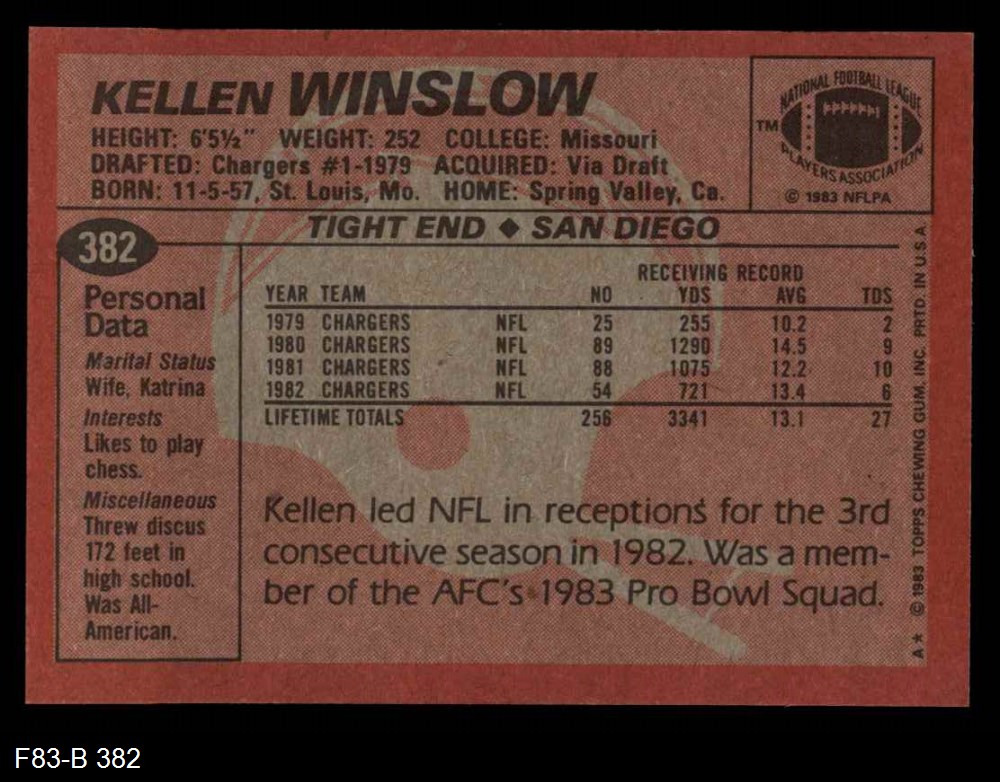 KELLEN WINSLOW
HEIGHT: 6'5½" WEIGHT: 252 COLLEGE: Missouri
DRAFTED: Chargers #1-1979 ACQUIRED: Via Draft
BORN: 11-5-57, St. Louis, Mo. HOME: Spring Valley, Ca.
NATIONAL FOOTBALL LEAGUE
TM
PLAYERS ASSOCIATION
© 1983 NFLPA
TIGHT END ◆ SAN DIEGO
382
Personal
Data
Marital Status
Wife, Katrina
Interests
Likes to play
chess.
Miscellaneous
Threw discus
172 feet in
high school.
Was All-
American.
RECEIVING RECORD
YEAR TEAM NO YDS AVG TDS
1979 CHARGERS NFL 25 255 10.2 2
1980 CHARGERS NFL 89 1290 14.5 9
1981 CHARGERS NFL 88 1075 12.2 10
1982 CHARGERS NFL 54 721 13.4 6
LIFETIME TOTALS 256 3341 13.1 27
Kellen led NFL in receptions for the 3rd
consecutive season in 1982. Was a mem-
ber of the AFC's 1983 Pro Bowl Squad.
A★ © 1983 TOPPS CHEWING GUM, INC. PRTD. IN U.S.A.
F83-B 382